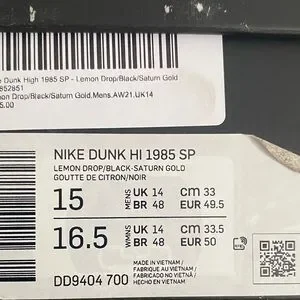 e Dunk High 1985 SP - Lemon Drop/Black/Saturn Gold
852851
n Drop/Black/Saturn Gold.Mens.AW21.UK14
5.00
NIKE DUNK HI 1985 SP
LEMON DROP/BLACK-SATURN GOLD
GOUTTE DE CITRON/NOIR
15 MENS UK 14 cm 33
BR 48 EUR 49.5
16.5 WMNS UK 14 cm 33.5
BR 48 EUR 50
DD9404 700
MADE IN VIETNAM /
FABRIQUE AU VIETNAM /
FABRICADO NO VIETNÃ /
HECHO EN VIETNAM